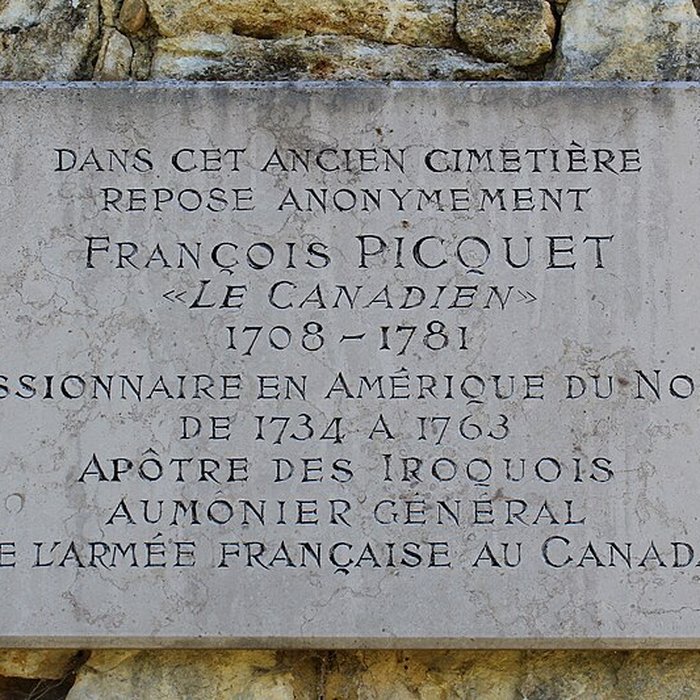 DANS CET ANCIEN CIMETIÈRE
REPOSE ANONYMEMENT
FRANÇOIS PICQUET
«LE CANADIEN»
1708 – 1781
SSIONNAIRE EN AMÉRIQUE DU NO
DE 1734 A 1763
APÔTRE DES IROQUOIS
AUMÔNIER GÉNÉRAL
E L'ARMÉE FRANÇAISE AU CANADA